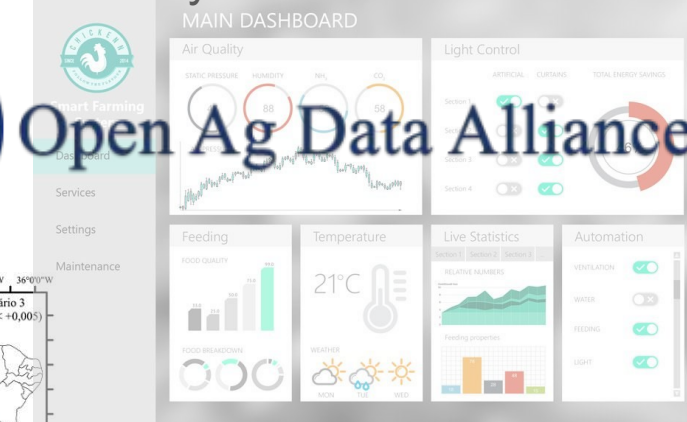 MAIN DASHBOARD
CHICKENN
Smart Farming
Air Quality
STATIC PRESSURE HUMIDITY NH₃ CO₂
88
58
Light Control
ARTIFICIAL CURTAINS TOTAL ENERGY SAVINGS
Section 3
Section 4
Open Ag Data Alliance
Dashboard
Services
Settings
Maintenance
36°0'0"W
ário 3
+0,005)
Feeding
FOOD QUALITY
FOOD BREAKDOWN
Temperature
21°C
WEATHER
MON TUE WED
Live Statistics
Section 1 Section 2 Section 3
RELATIVE NUMBERS
Feeding properties
Automation
VENTILATION
WATER
FEEDING
LIGHT